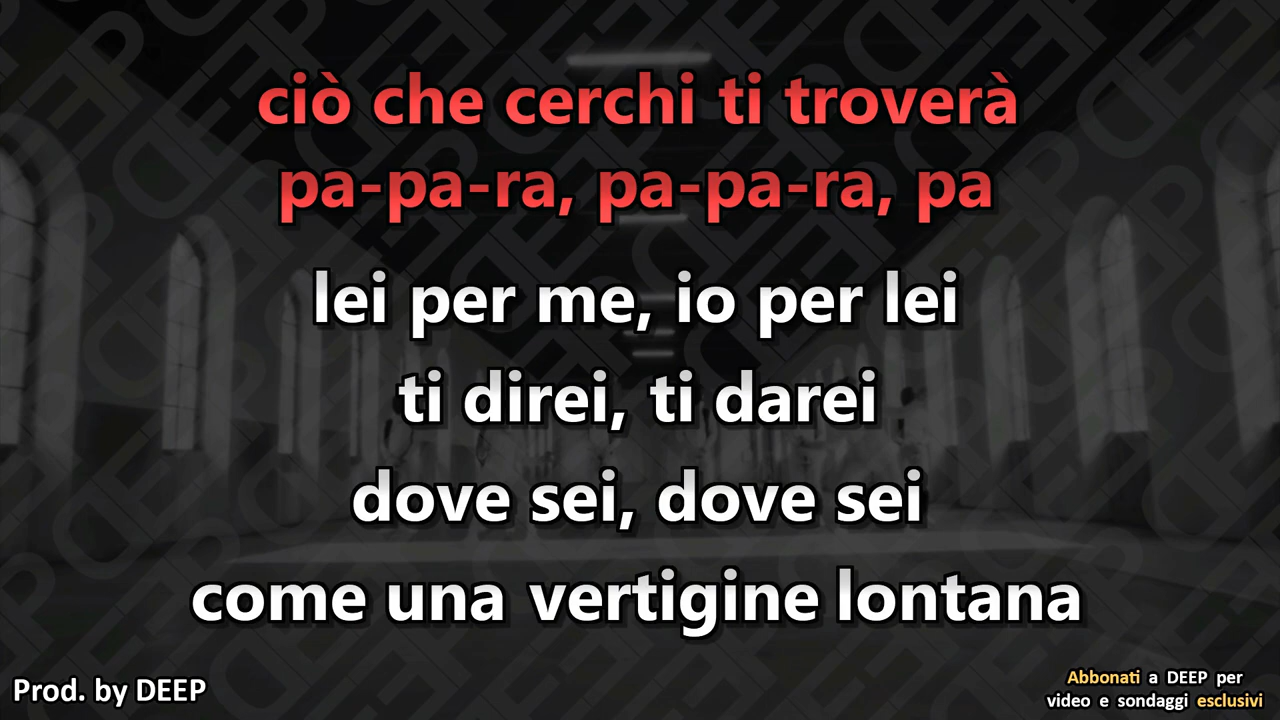 ciò che cerchi ti troverà
pa-pa-ra, pa-pa-ra, pa
lei per me, io per lei
ti direi, ti darei
dove sei, dove sei
come una vertigine lontana
Prod. by DEEP
Abbonati a DEEP per
video e sondaggi esclusivi